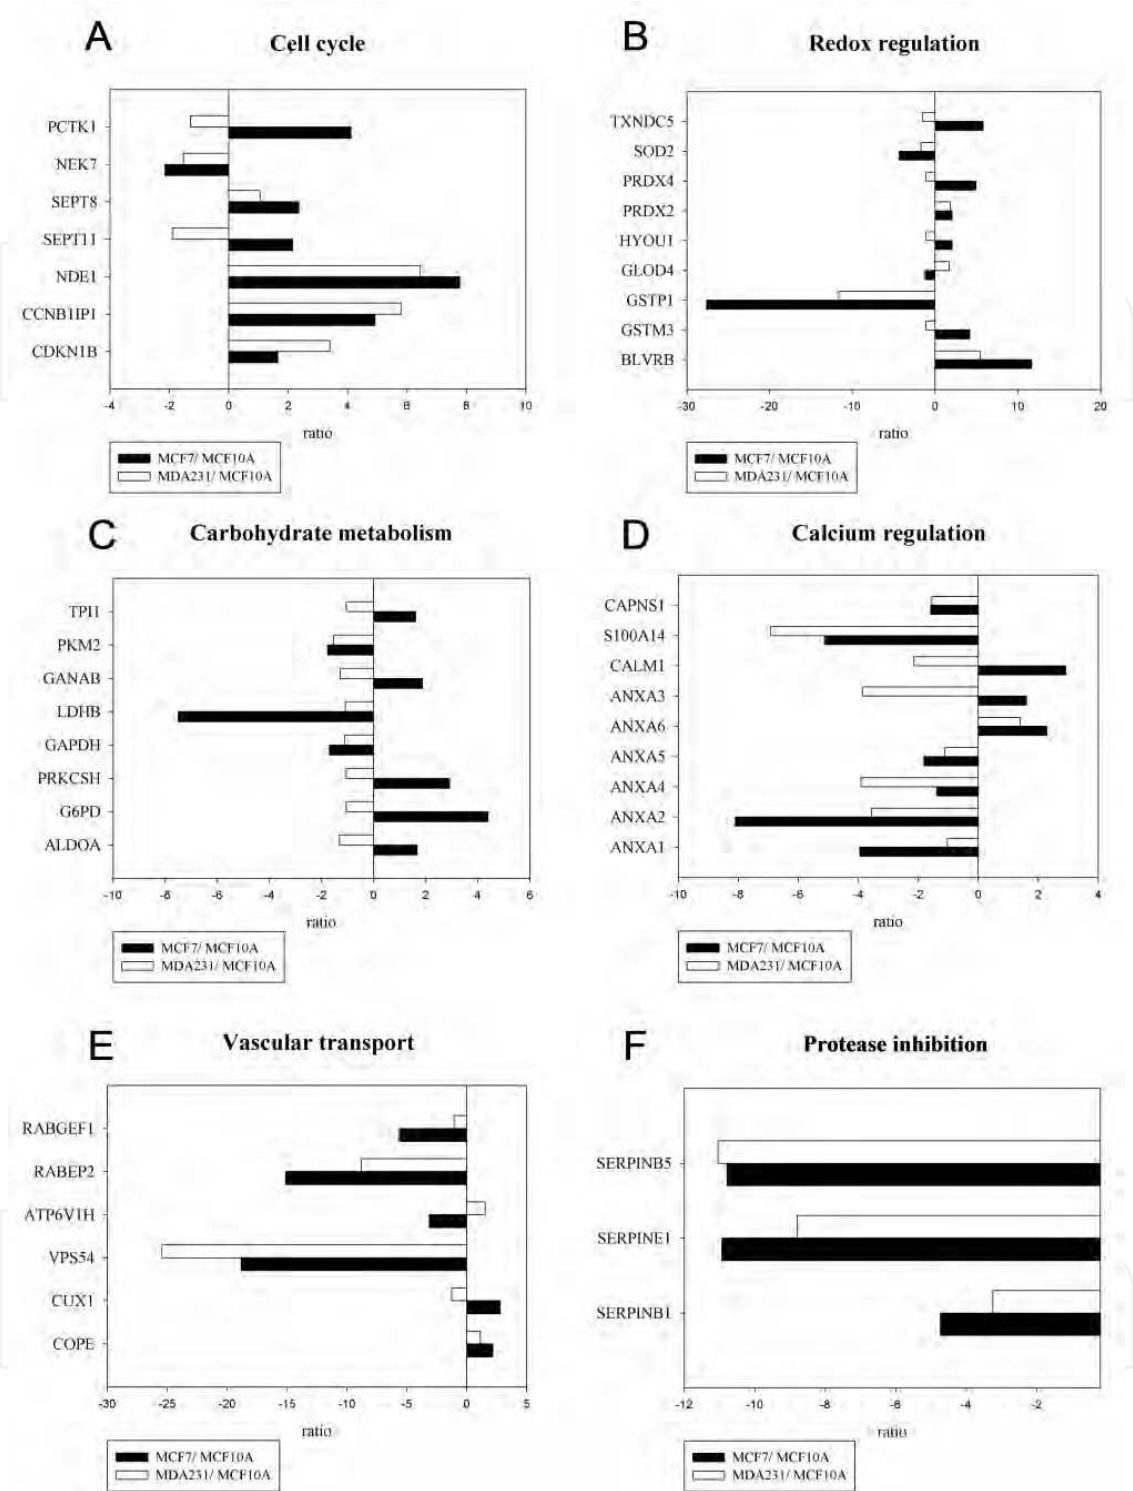 A
Cell cycle
PCTK1
NEK7
SEPT8
SEPT11
NDE1
CCNB1IP1
CDKN1B
-4 -2 0 2 4 6 8 10
ratio
MCF7/ MCF10A
MDA231/ MCF10A
B
Redox regulation
TXNDC5
SOD2
PRDX4
PRDX2
HYOU1
GLOD4
GSTP1
GSTM3
BLVRB
-30 -20 -10 0 10 20
ratio
MCF7/ MCF10A
MDA231/ MCF10A
C
Carbohydrate metabolism
TPI1
PKM2
GANAB
LDHB
GAPDH
PRKCSH
G6PD
ALDOA
-10 -8 -6 -4 -2 0 2 4 6
ratio
MCF7/ MCF10A
MDA231/ MCF10A
D
Calcium regulation
CAPNS1
S100A14
CALM1
ANXA3
ANXA6
ANXA5
ANXA4
ANXA2
ANXA1
-10 -8 -6 -4 -2 0 2 4
ratio
MCF7/ MCF10A
MDA231/ MCF10A
E
Vascular transport
RABGEF1
RABEP2
ATP6V1H
VPS54
CUX1
COPE
-30 -25 -20 -15 -10 -5 0 5
ratio
MCF7/ MCF10A
MDA231/ MCF10A
F
Protease inhibition
SERPINB5
SERPINE1
SERPINB1
-12 -10 -8 -6 -4 -2
ratio
MCF7/ MCF10A
MDA231/ MCF10A